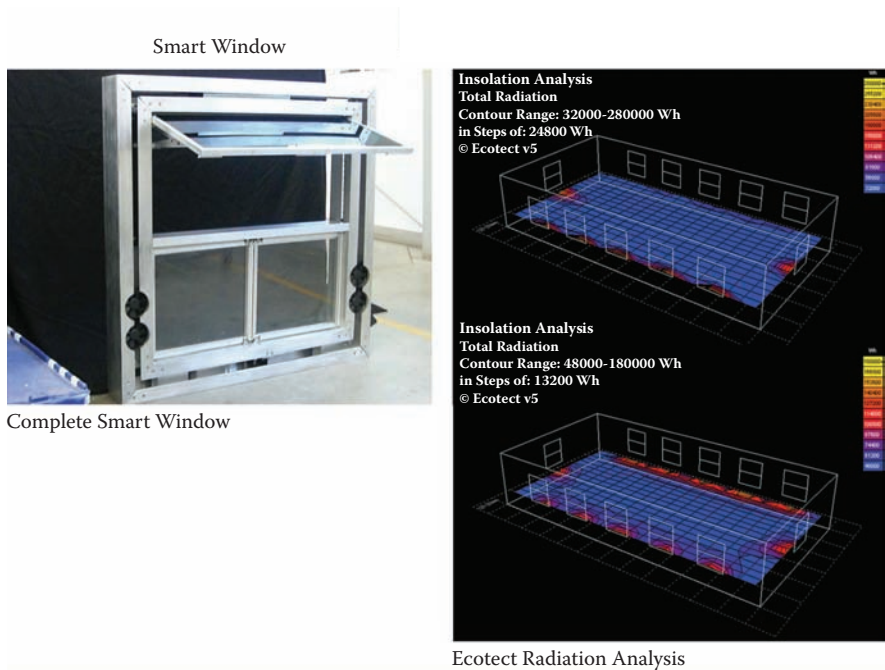 Smart Window
Complete Smart Window
Insolation Analysis
Total Radiation
Contour Range: 32000-280000 Wh
in Steps of: 24800 Wh
© Ecotect v5
Wh
Insolation Analysis
Total Radiation
Contour Range: 48000-180000 Wh
in Steps of: 13200 Wh
© Ecotect v5
Wh
Ecotect Radiation Analysis